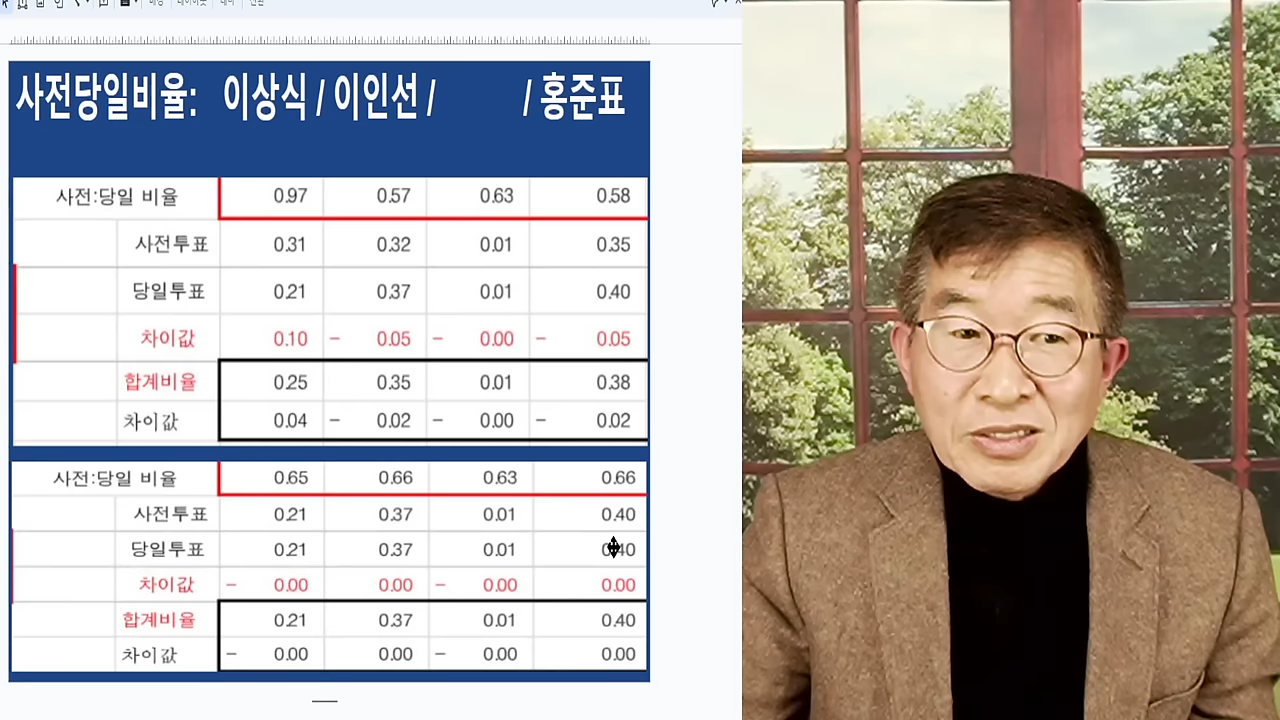 사전당일비율: 이상식 / 이인선 / / 홍준표
사전:당일 비율 0.97 0.57 0.63 0.58
사전투표 0.31 0.32 0.01 0.35
당일투표 0.21 0.37 0.01 0.40
차이값 0.10 - 0.05 - 0.00 - 0.05
합계비율 0.25 0.35 0.01 0.38
차이값 0.04 - 0.02 - 0.00 - 0.02
사전:당일 비율 0.65 0.66 0.63 0.66
사전투표 0.21 0.37 0.01 0.40
당일투표 0.21 0.37 0.01
차이값 - 0.00 0.00 - 0.00 0.00
합계비율 0.21 0.37 0.01 0.40
차이값 - 0.00 0.00 - 0.00 0.00